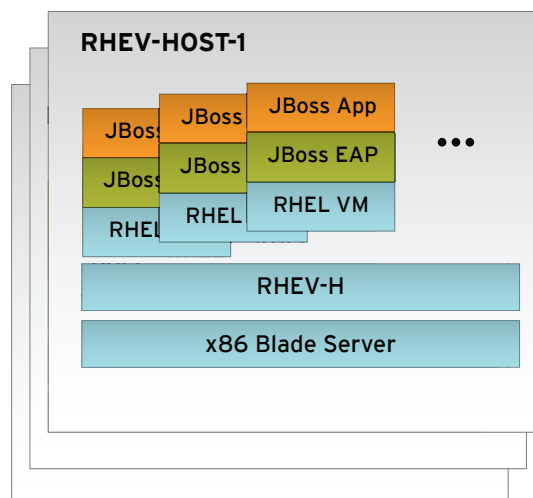 RHEV-HOST-1
JBoss JBoss JBoss App
JBoss JBoss JBoss EAP
RHEL RHEL RHEL VM
...
RHEV-H
x86 Blade Server